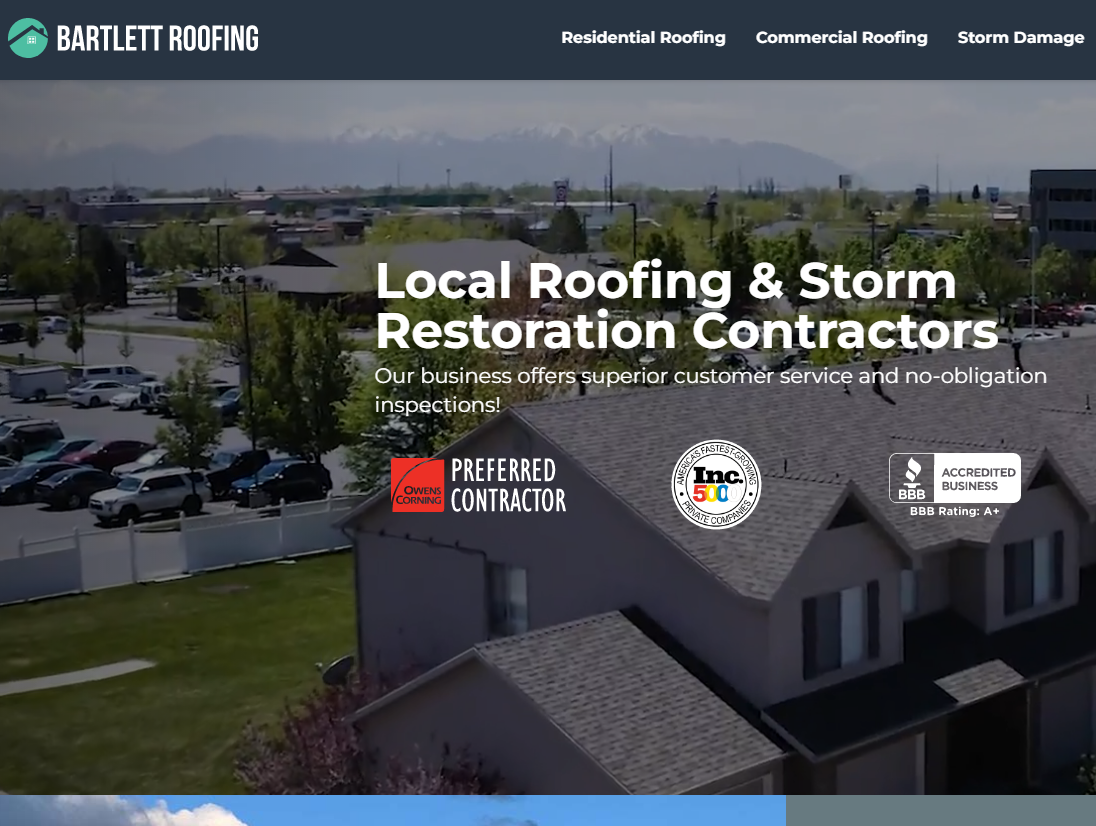 BARTLETT ROOFING
Residential Roofing
Commercial Roofing
Storm Damage
Local Roofing & Storm
Restoration Contractors
Our business offers superior customer service and no-obligation
inspections!
OWENS
CORNING
PREFERRED
CONTRACTOR
AMERICA'S FASTEST-GROWING
Inc.
5000
PRIVATE COMPANIES
BBB
ACCREDITED
BUSINESS
BBB Rating: A+